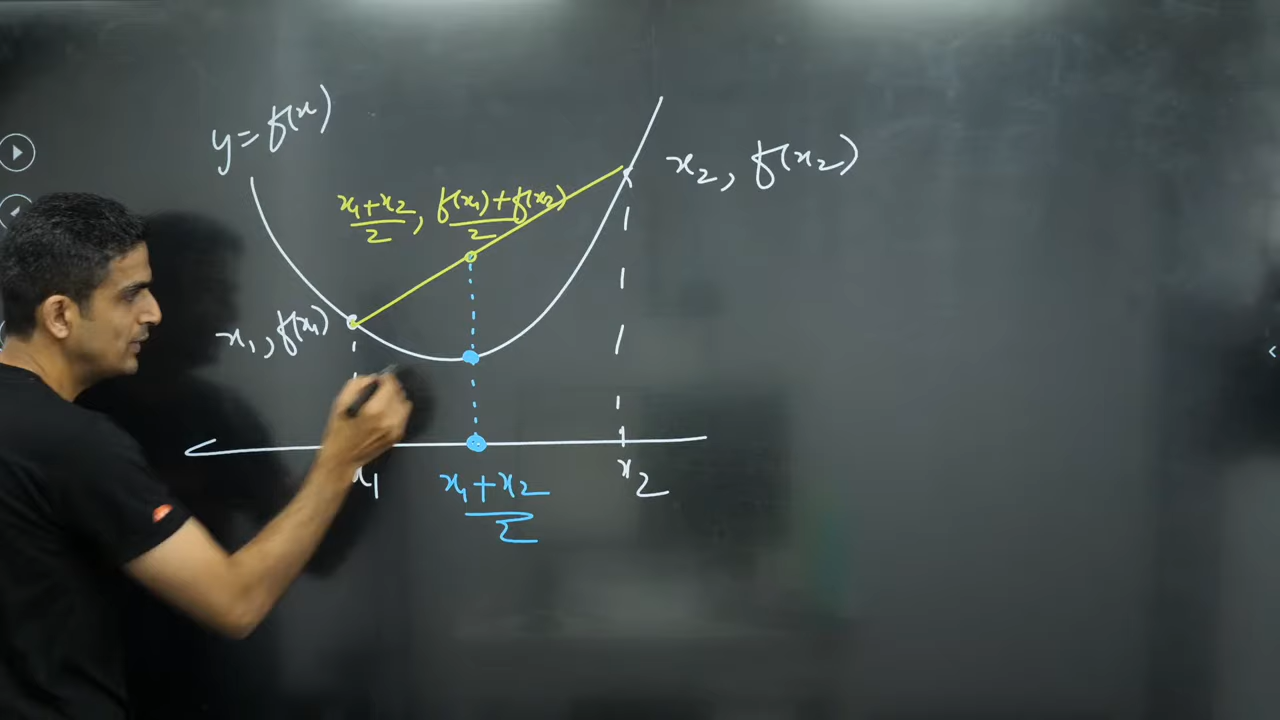 y = f(x)
x₂, f(x₂)
(x₁+x₂)/2, (f(x₁)+f(x₂))/2
x₁, f(x₁)
x₁
(x₁+x₂)/2
x₂